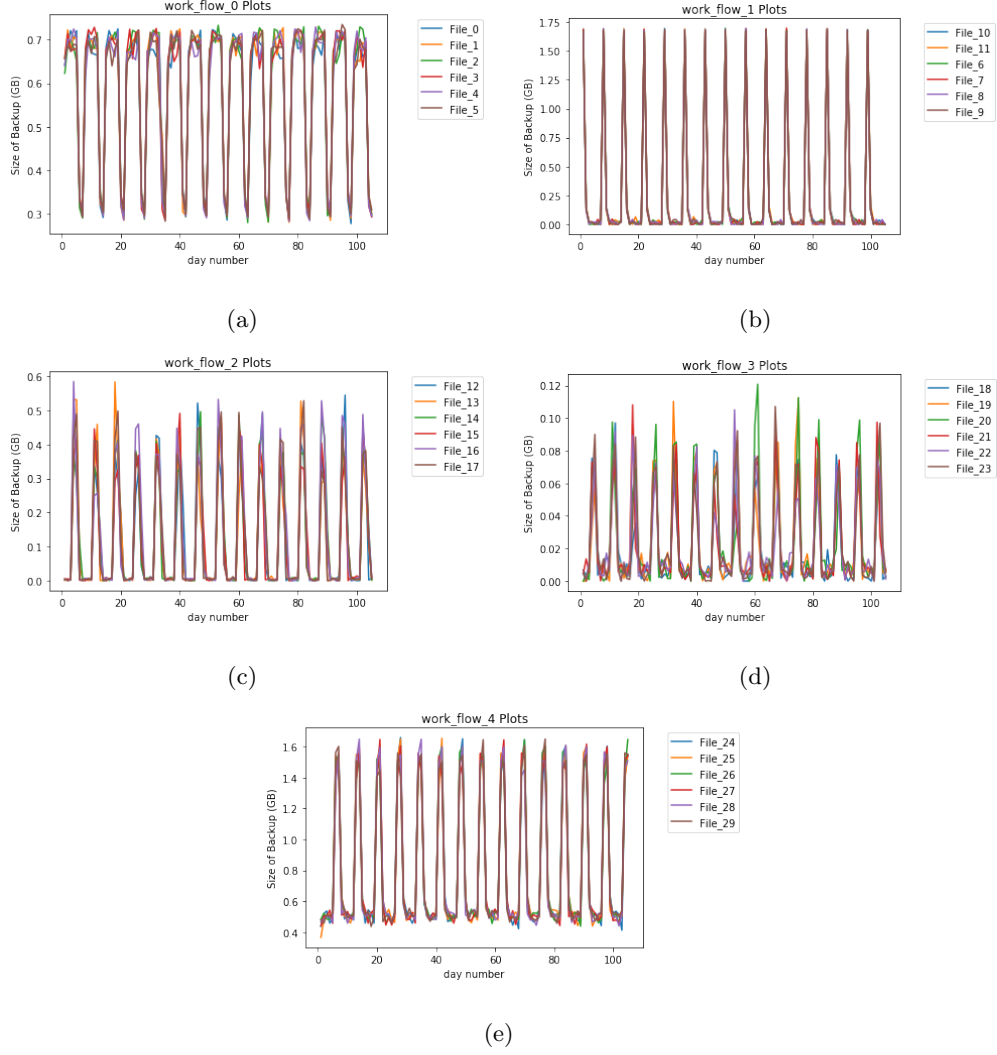 work_flow_0 Plots
Size of Backup (GB)
0.7
0.6
0.5
0.4
0.3
0 20 40 60 80 100
day number
File_0
File_1
File_2
File_3
File_4
File_5
(a)
work_flow_1 Plots
Size of Backup (GB)
1.75
1.50
1.25
1.00
0.75
0.50
0.25
0.00
0 20 40 60 80 100
day number
File_10
File_11
File_6
File_7
File_8
File_9
(b)
work_flow_2 Plots
Size of Backup (GB)
0.6
0.5
0.4
0.3
0.2
0.1
0.0
0 20 40 60 80 100
day number
File_12
File_13
File_14
File_15
File_16
File_17
(c)
work_flow_3 Plots
Size of Backup (GB)
0.12
0.10
0.08
0.06
0.04
0.02
0.00
0 20 40 60 80 100
day number
File_18
File_19
File_20
File_21
File_22
File_23
(d)
work_flow_4 Plots
Size of Backup (GB)
1.6
1.4
1.2
1.0
0.8
0.6
0.4
0 20 40 60 80 100
day number
File_24
File_25
File_26
File_27
File_28
File_29
(e)